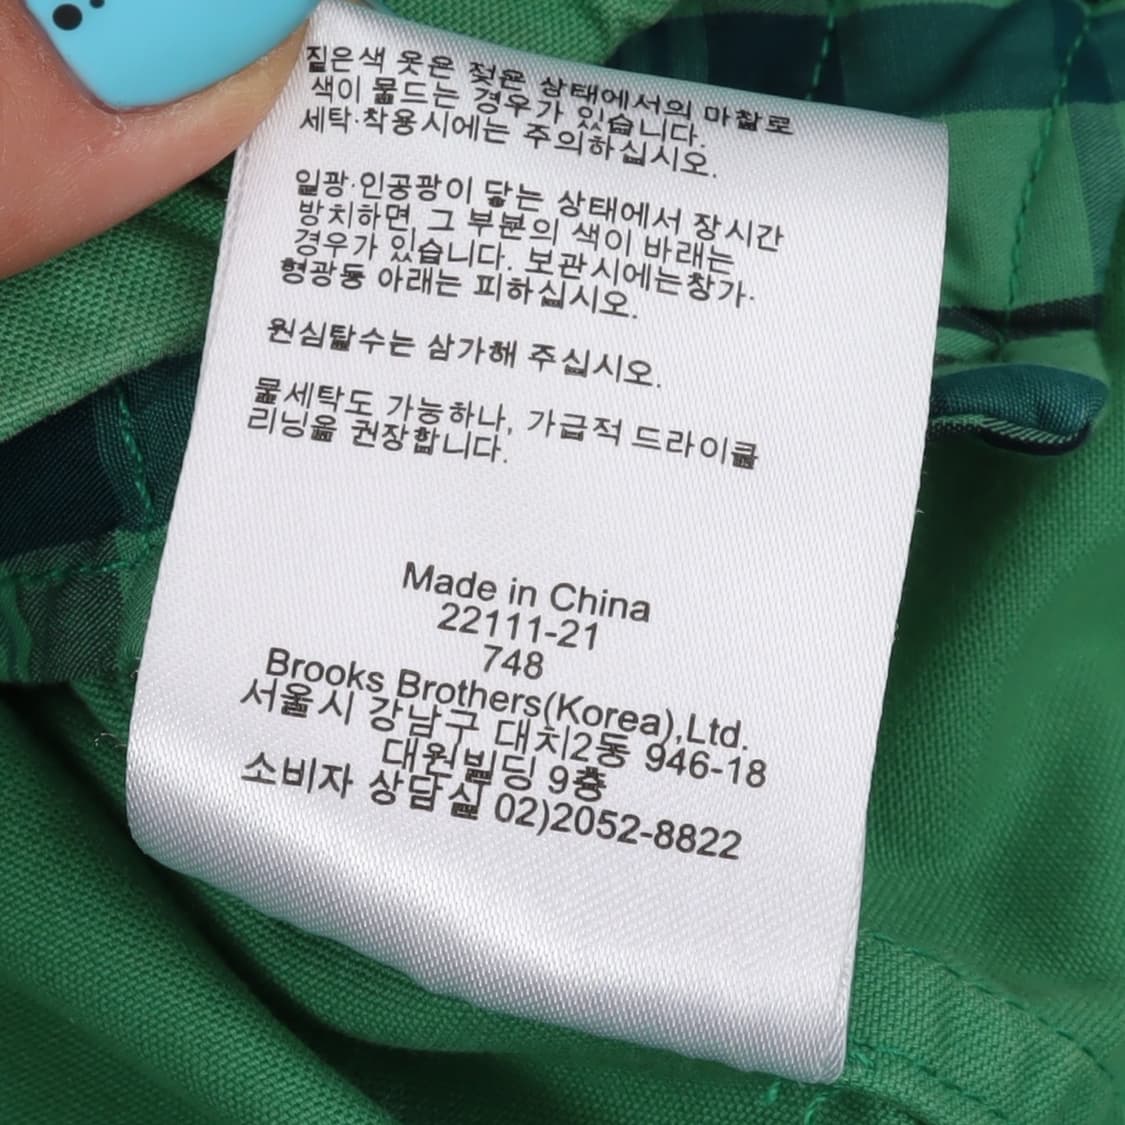 짙은색 옷은 젖은 상태에서의 마찰로
색이 물드는 경우가 있습니다.
세탁·착용시에는 주의하십시오.
일광·인공광이 닿는 상태에서 장시간
방치하면, 그 부분의 색이 바래는
경우가 있습니다. 보관시에는창가·
형광등 아래는 피하십시오.
원심탈수는 삼가해 주십시오.
물세탁도 가능하나, 가급적 드라이클
리닝을 권장합니다.
Made in China
22111-21
748
Brooks Brothers(Korea),Ltd.
서울시 강남구 대치2동 946-18
대원빌딩 9층
소비자 상담실 02)2052-8822